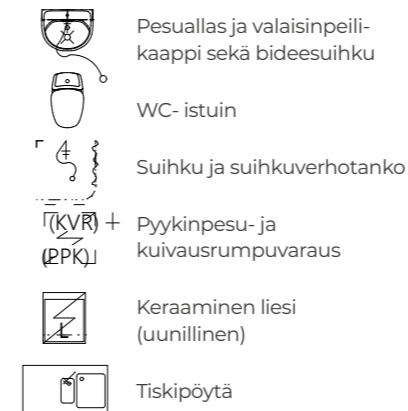 Pesuallas ja valaisinpeili-
kaappi sekä bideesuihku
WC- istuin
Suihku ja suihkuverhotanko
(KVR) +
(PPK)
Pyykinpesu- ja
kuivausrumpuvaraus
L
Keraaminen liesi
(uunillinen)
Tiskipöytä